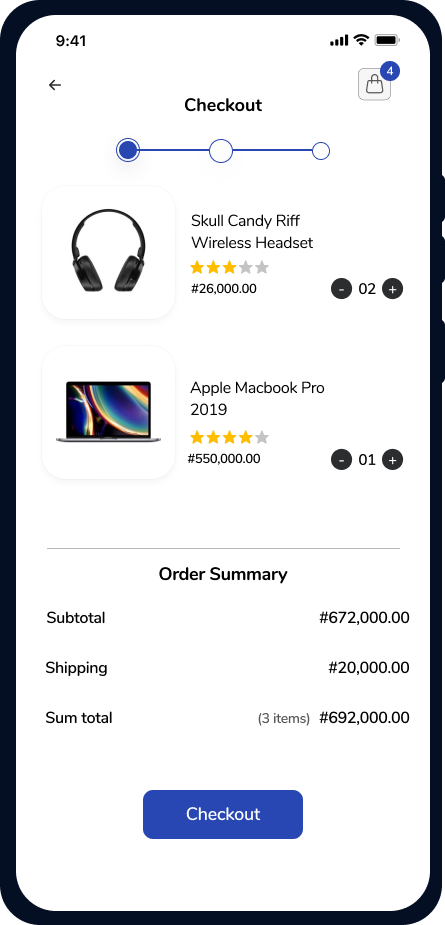 9:41
4
Checkout
Skull Candy Riff
Wireless Headset
#26,000.00
- 02 +
Apple Macbook Pro
2019
#550,000.00
- 01 +
Order Summary
Subtotal #672,000.00
Shipping #20,000.00
Sum total (3 items) #692,000.00
Checkout